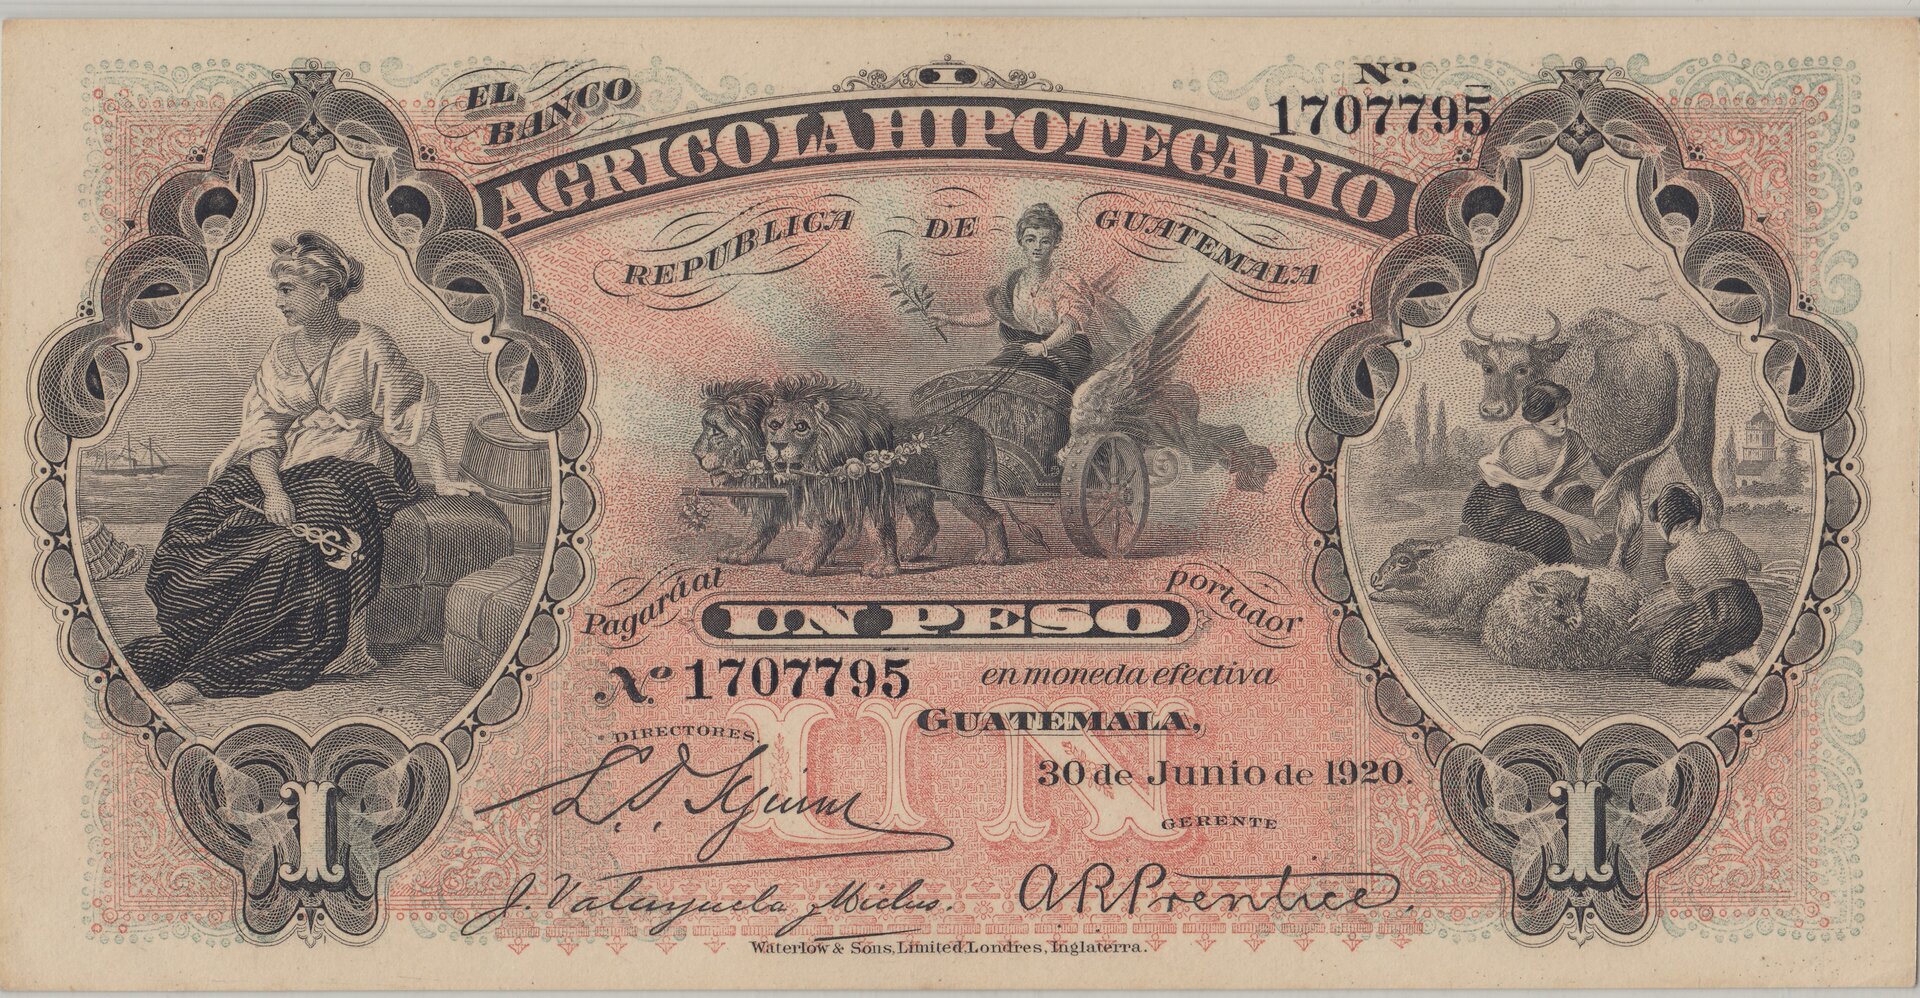 EL BANCO
AGRICOLA HIPOTECARIO
Nº 1707795
REPUBLICA DE GUATEMALA
Pagará al portador
UN PESO
Nº 1707795
en moneda efectiva
GUATEMALA,
DIRECTORES.
30 de Junio de 1920.
UN
GERENTE
1
1
1
A R Prentice.
Waterlow & Sons, Limited, Londres, Inglaterra.